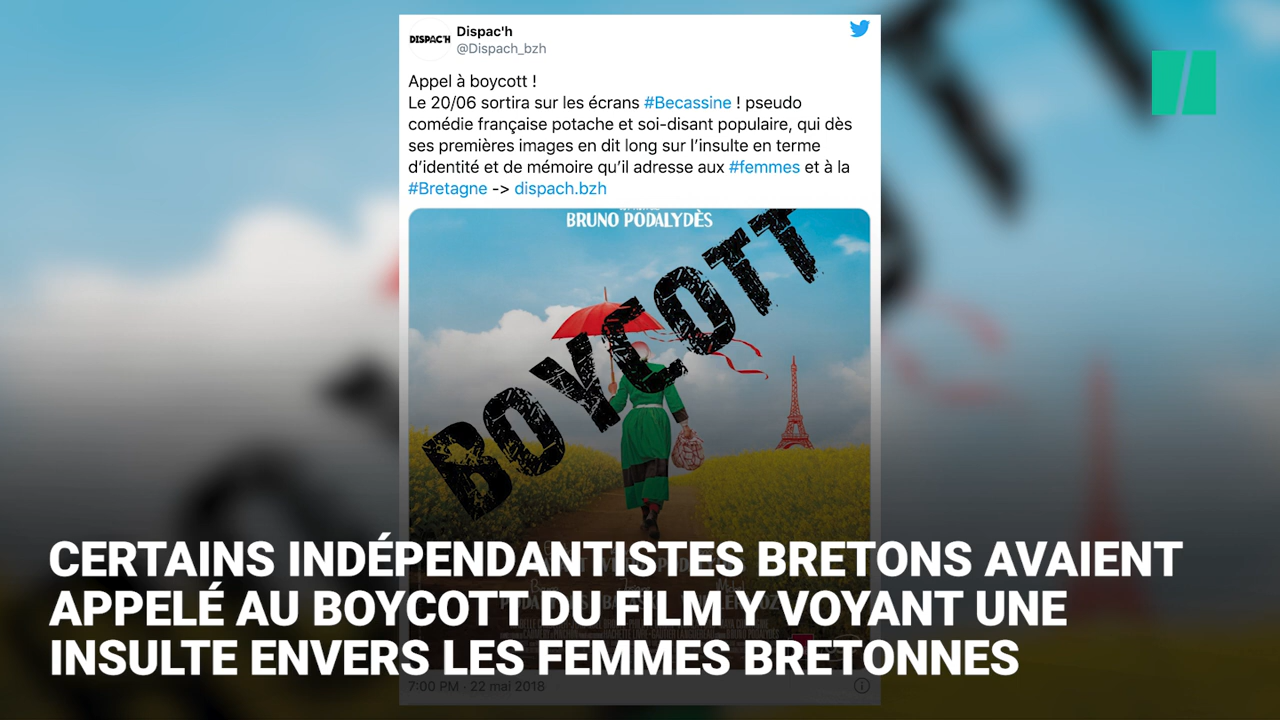 DISPAC'H
Dispac'h
@Dispach_bzh
Appel à boycott !
Le 20/06 sortira sur les écrans #Becassine ! pseudo
comédie française potache et soi-disant populaire, qui dès
ses premières images en dit long sur l'insulte en terme
d'identité et de mémoire qu'il adresse aux #femmes et à la
#Bretagne -> dispach.bzh
BRUNO PODALYDÈS
BOYCOTT
CERTAINS INDÉPENDANTISTES BRETONS AVAIENT
APPELÉ AU BOYCOTT DU FILM Y VOYANT UNE
INSULTE ENVERS LES FEMMES BRETONNES
7:00 PM · 22 mai 2018